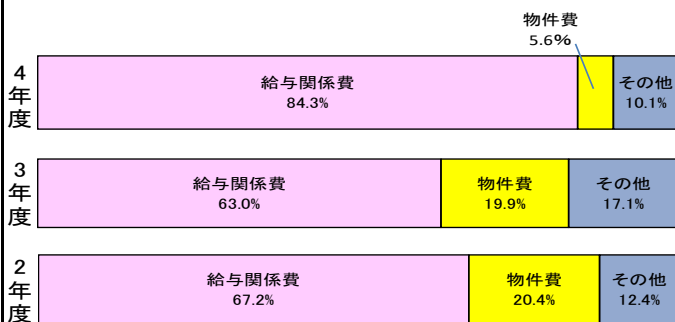 物件費
5.6%
4年度
給与関係費
84.3%
その他
10.1%
3年度
給与関係費
63.0%
物件費
19.9%
その他
17.1%
2年度
給与関係費
67.2%
物件費
20.4%
その他
12.4%